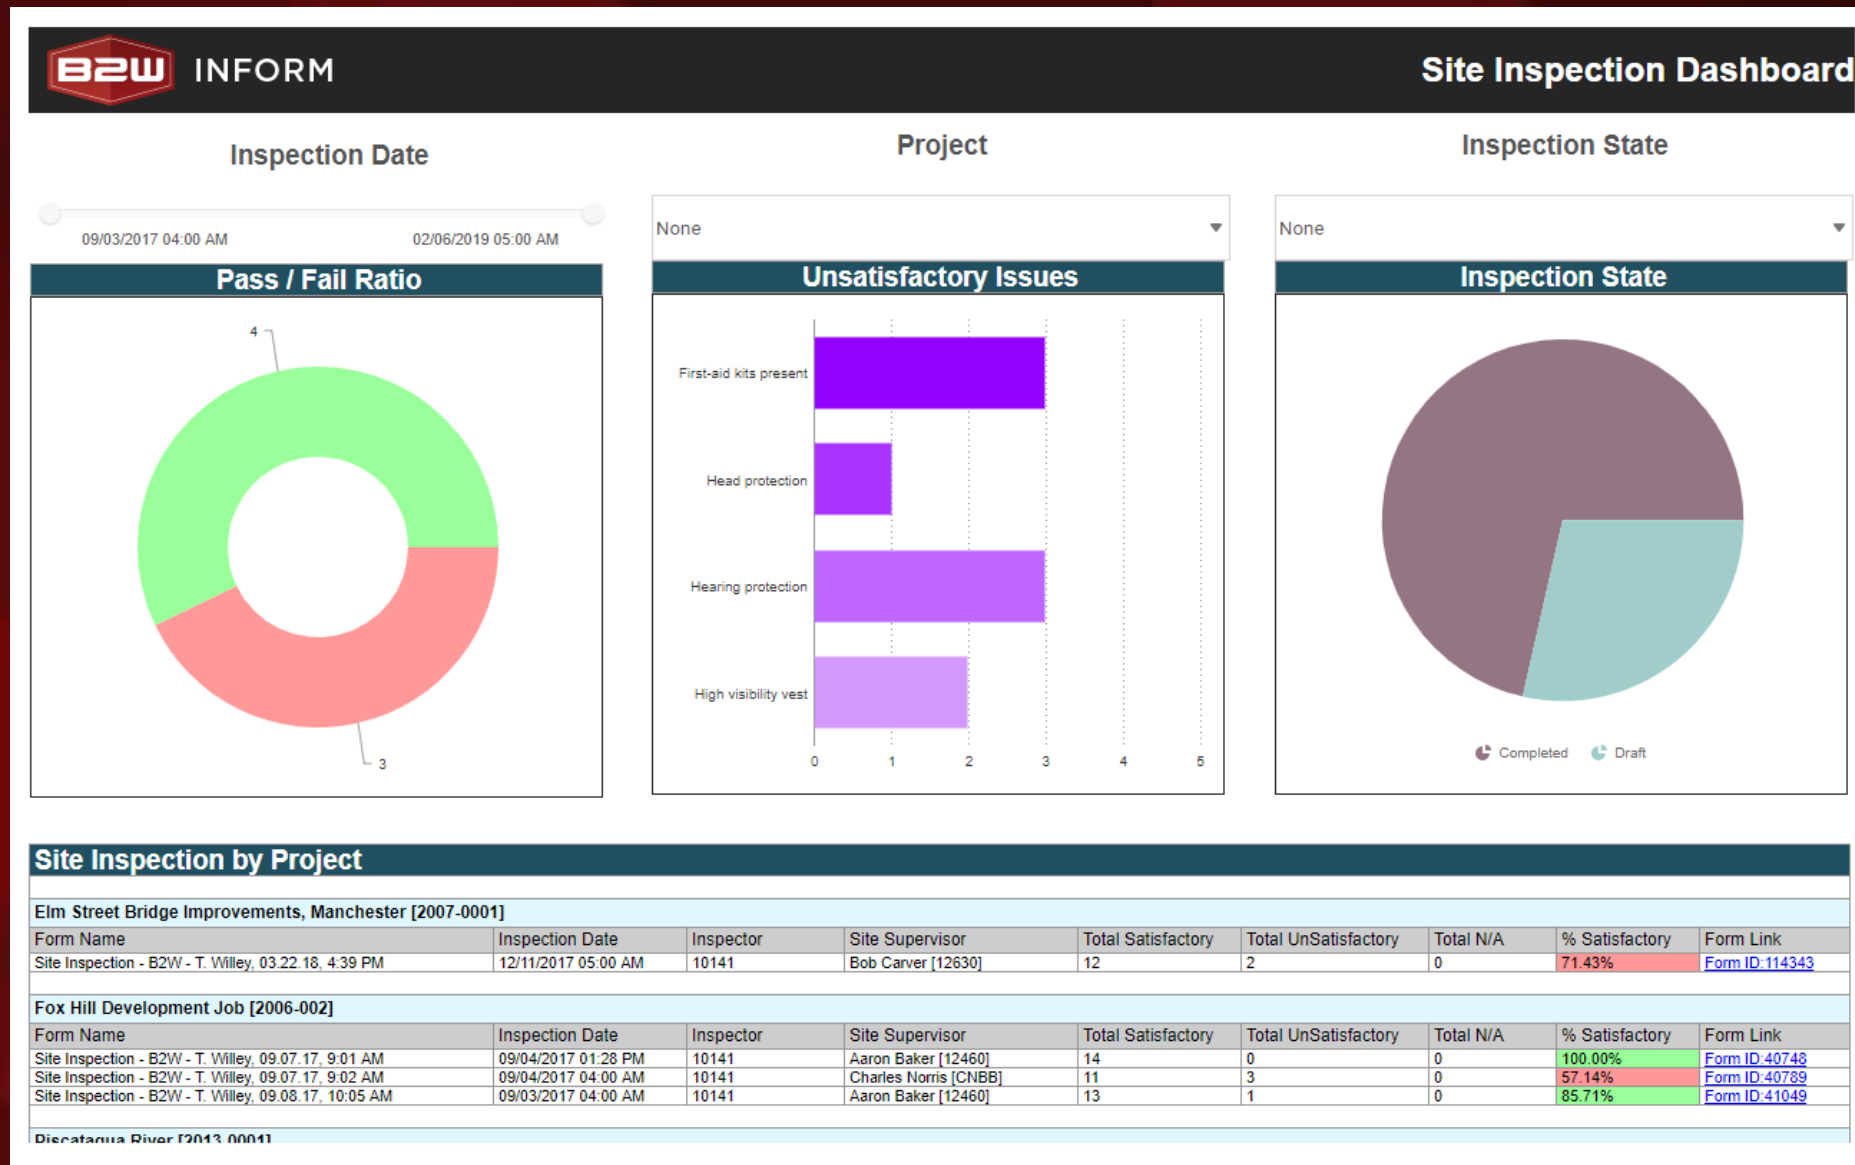 B2W INFORM
Site Inspection Dashboard
Inspection Date
Project
Inspection State
09/03/2017 04:00 AM
02/06/2019 05:00 AM
None
None
Pass / Fail Ratio
4
3
Unsatisfactory Issues
First-aid kits present
Head protection
Hearing protection
High visibility vest
0 1 2 3 4 5
Inspection State
Completed Draft
Site Inspection by Project
Elm Street Bridge Improvements, Manchester [2007-0001]
Form Name Inspection Date Inspector Site Supervisor Total Satisfactory Total UnSatisfactory Total N/A % Satisfactory Form Link
Site Inspection - B2W - T. Willey, 03.22.18, 4:39 PM 12/11/2017 05:00 AM 10141 Bob Carver [12630] 12 2 0 71.43% Form ID:114343
Fox Hill Development Job [2006-002]
Form Name Inspection Date Inspector Site Supervisor Total Satisfactory Total UnSatisfactory Total N/A % Satisfactory Form Link
Site Inspection - B2W - T. Willey, 09.07.17, 9:01 AM 09/04/2017 01:28 PM 10141 Aaron Baker [12460] 14 0 0 100.00% Form ID:40748
Site Inspection - B2W - T. Willey, 09.07.17, 9:02 AM 09/04/2017 04:00 AM 10141 Charles Norris [CNBB] 11 3 0 57.14% Form ID:40789
Site Inspection - B2W - T. Willey, 09.08.17, 10:05 AM 09/03/2017 04:00 AM 10141 Aaron Baker [12460] 13 1 0 85.71% Form ID:41049
Piscataqua River [2013-0001]